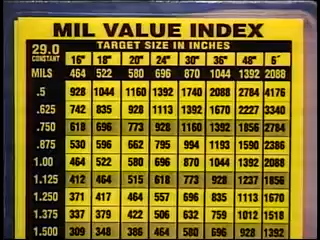 MIL VALUE INDEX
29.0 TARGET SIZE IN INCHES
CONSTANT 16" 18" 20" 24" 30" 36" 48" 6'
MILS 464 522 580 696 870 1044 1392 2088
.5 928 1044 1160 1392 1740 2088 2784 4176
.625 742 835 928 1113 1392 1670 2227 3340
.750 618 696 773 928 1160 1392 1856 2784
.875 530 596 662 795 994 1193 1590 2386
1.00 464 522 580 696 870 1044 1392 2088
1.125 412 464 515 618 773 928 1237 1856
1.250 371 417 464 557 696 835 1113 1670
1.375 337 379 422 506 632 759 1012 1518
1.500 309 348 386 464 580 696 928 1392